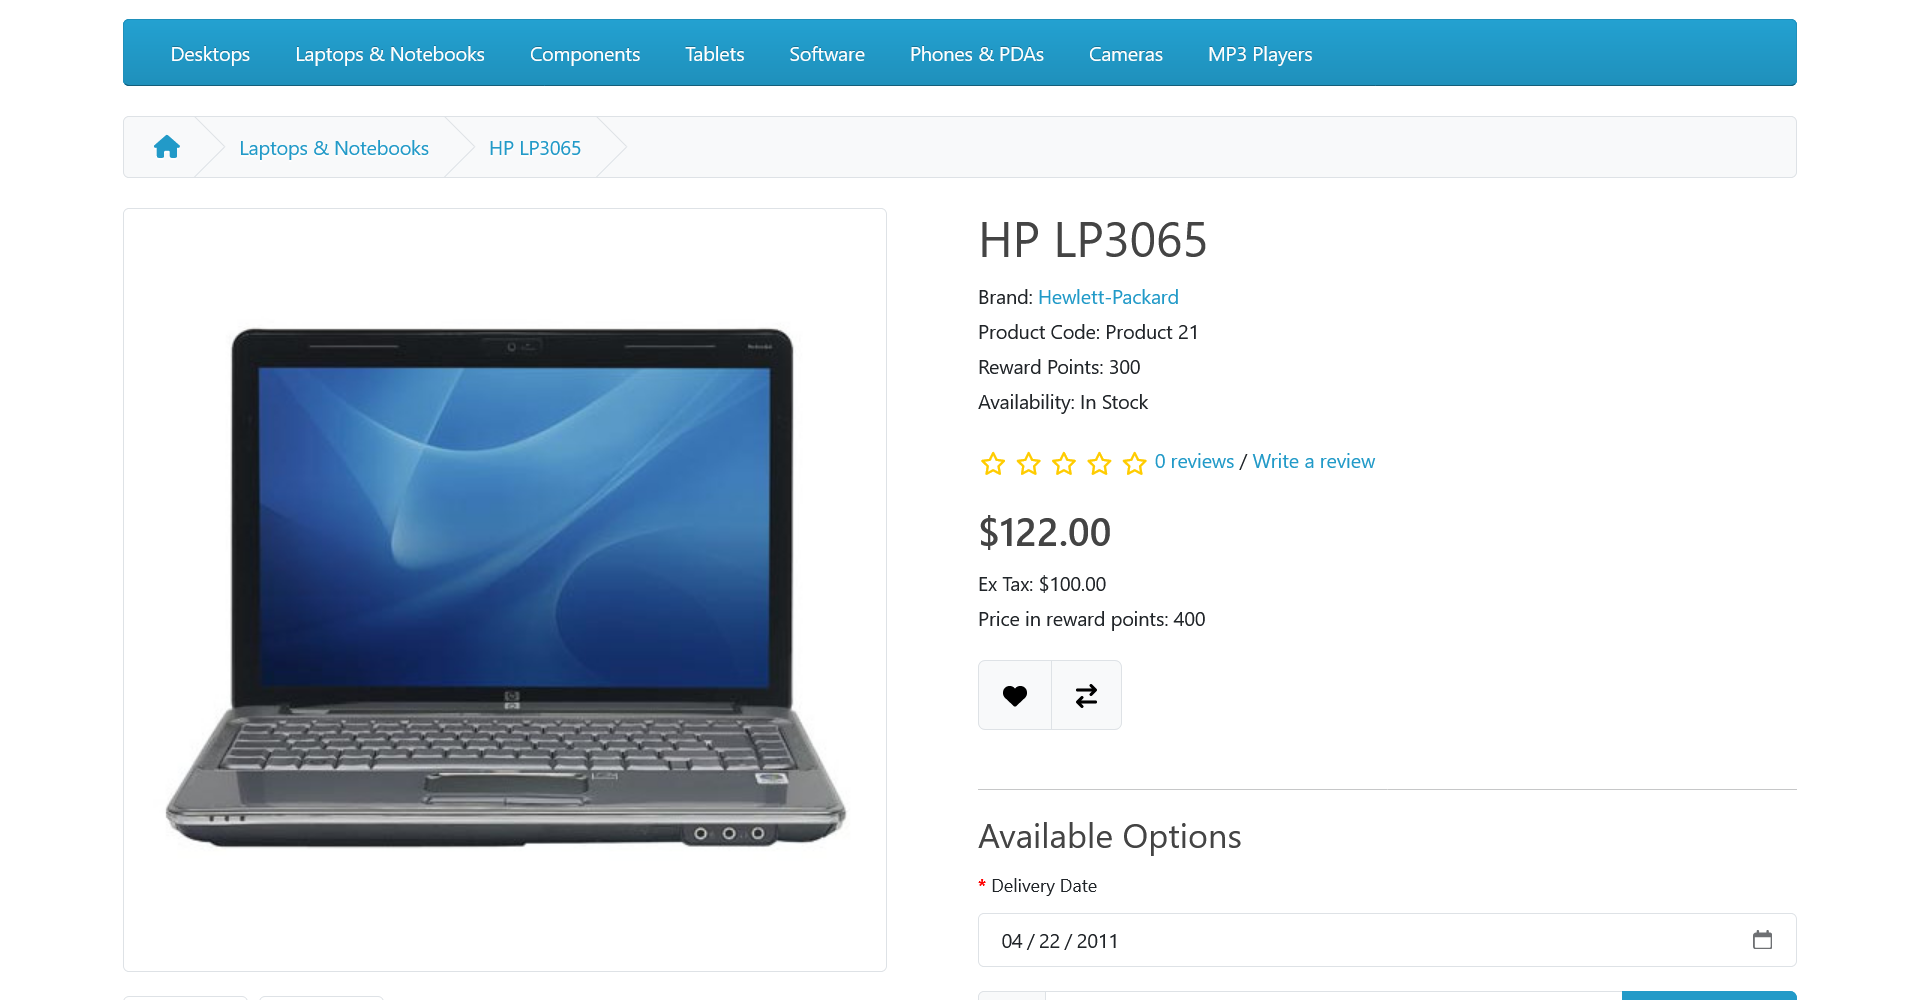 Desktops Laptops & Notebooks Components Tablets Software Phones & PDAs Cameras MP3 Players
Laptops & Notebooks HP LP3065
HP LP3065
Brand: Hewlett-Packard
Product Code: Product 21
Reward Points: 300
Availability: In Stock
0 reviews / Write a review
$122.00
Ex Tax: $100.00
Price in reward points: 400
Available Options
* Delivery Date
04 / 22 / 2011